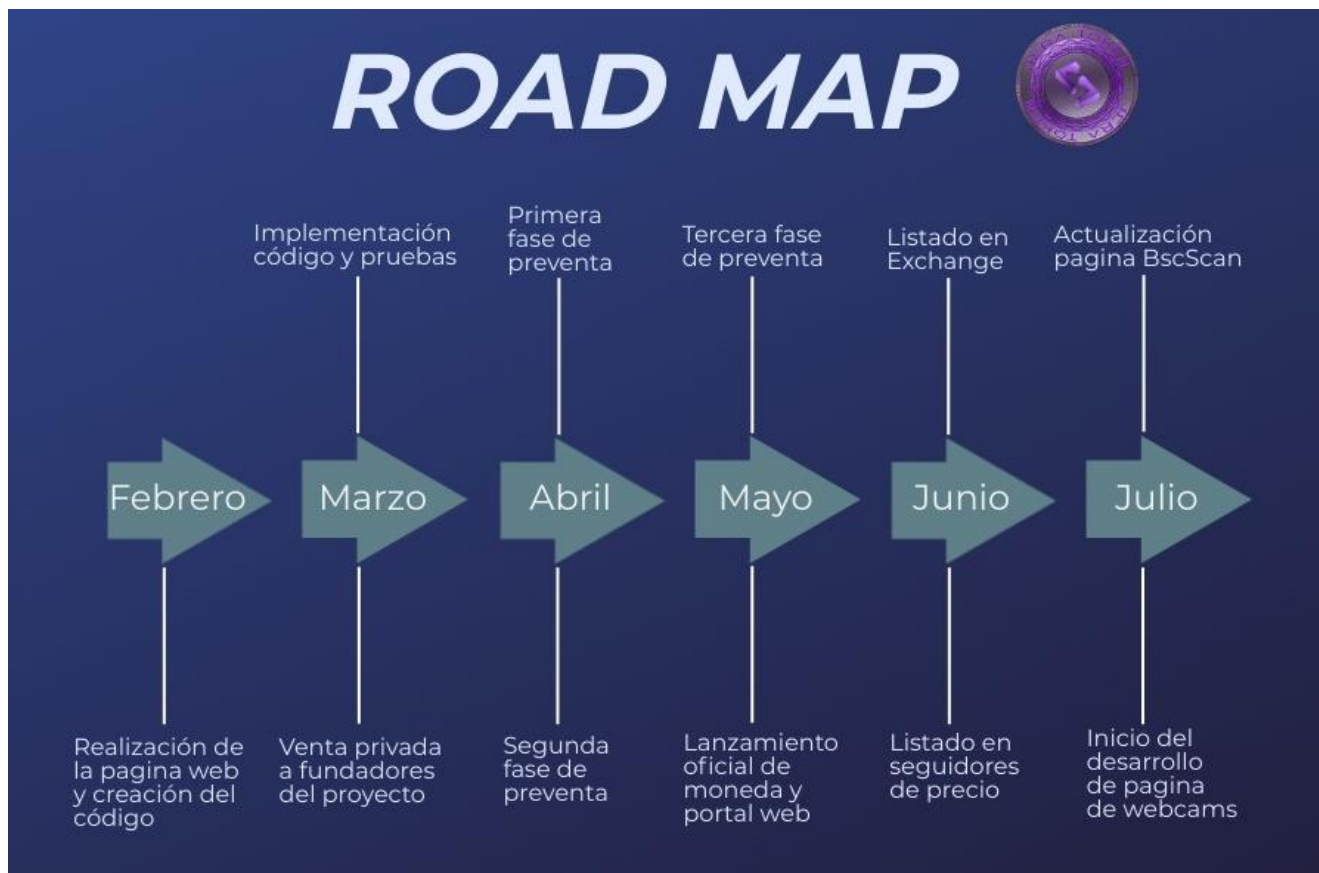 ROAD MAP
Implementación
código y pruebas
Primera
fase de
preventa
Tercera fase
de preventa
Listado en
Exchange
Actualización
pagina BscScan
Febrero
Marzo
Abril
Mayo
Junio
Julio
Realización de
la pagina web
y creación del
código
Venta privada
a fundadores
del proyecto
Segunda
fase de
preventa
Lanzamiento
oficial de
moneda y
portal web
Listado en
seguidores
de precio
Inicio del
desarrollo
de pagina
de webcams